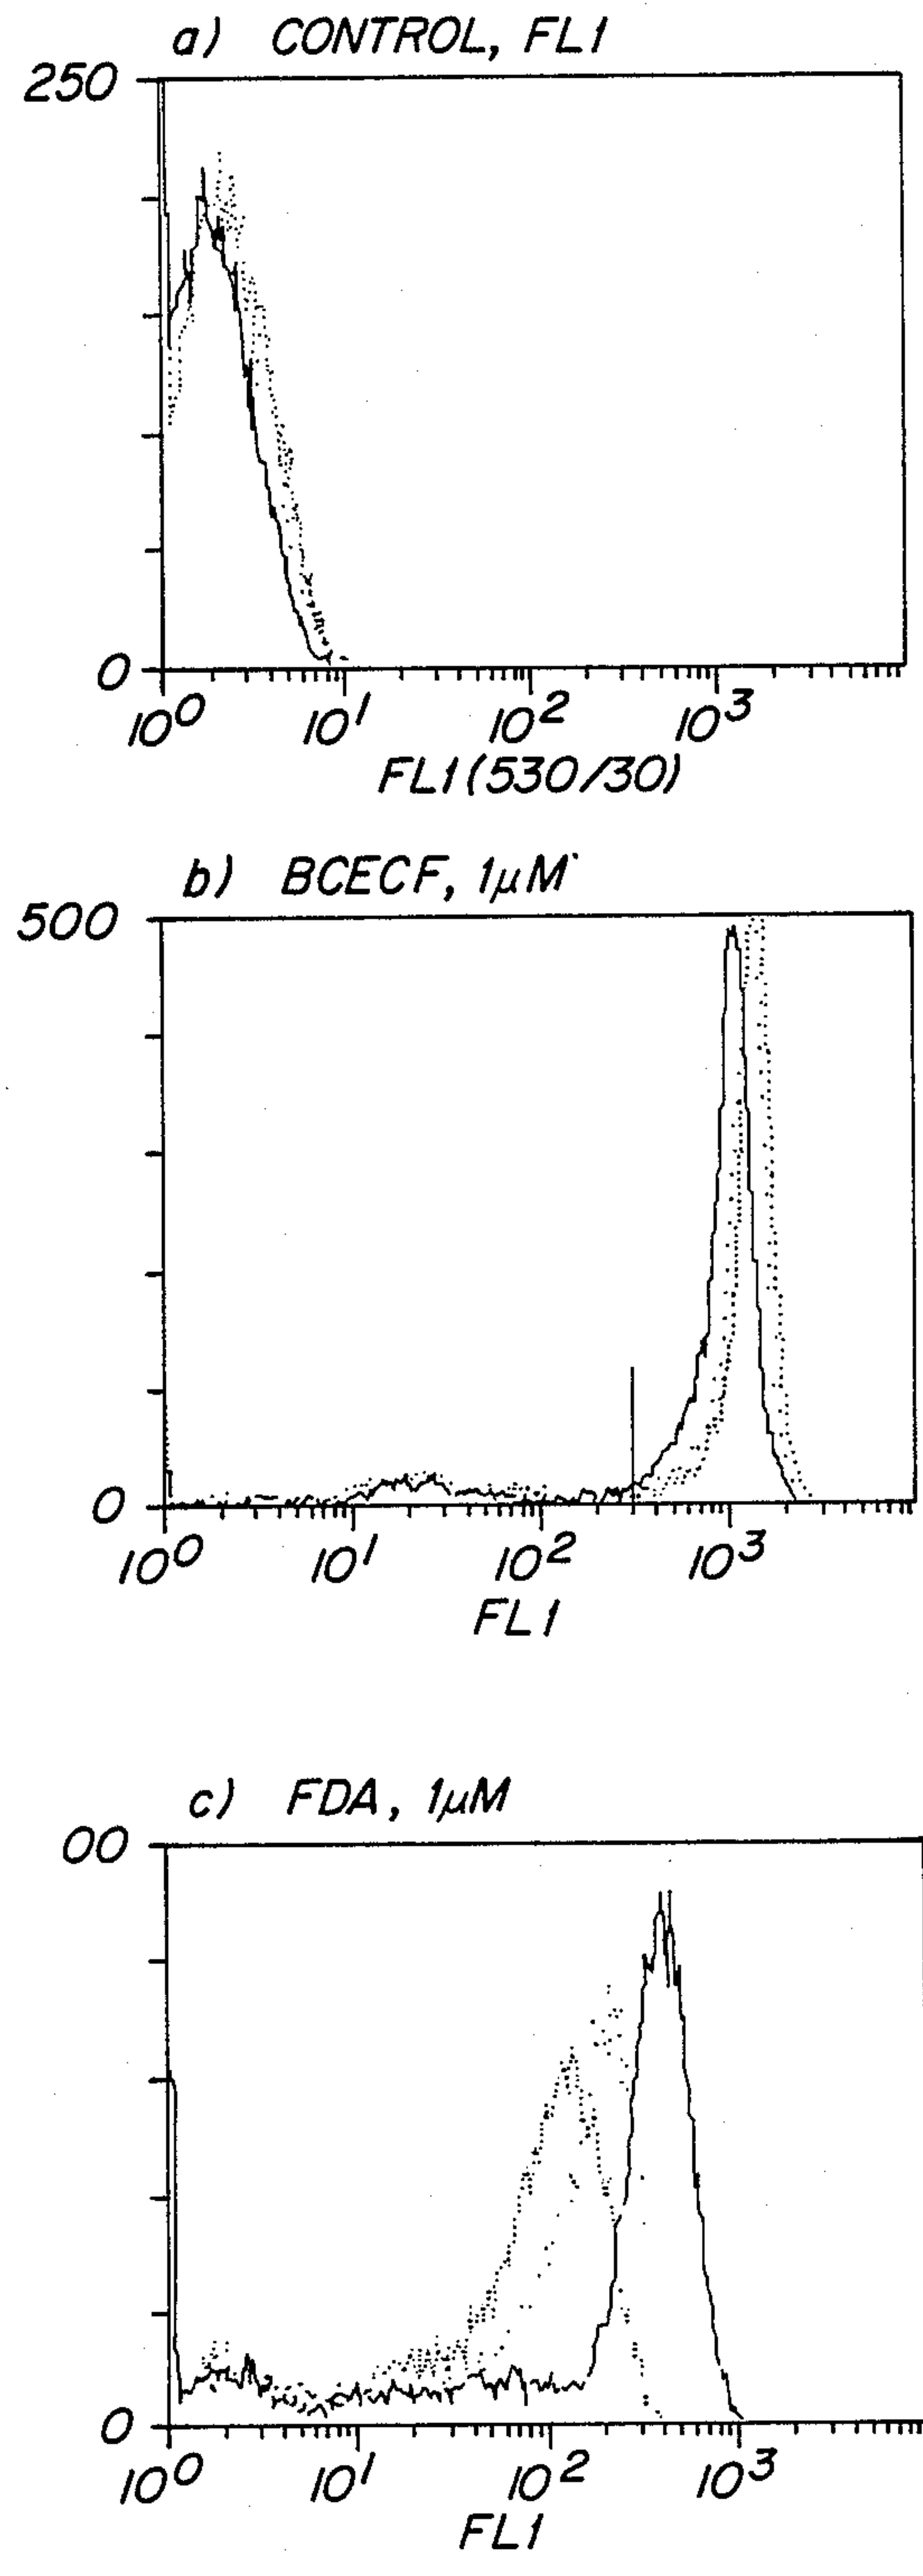 a) CONTROL, FL1
250
0
10⁰ 10¹ 10² 10³
FL1(530/30)
b) BCECF, 1μM
500
0
10⁰ 10¹ 10² 10³
FL1
c) FDA, 1μM
00
0
10⁰ 10¹ 10² 10³
FL1